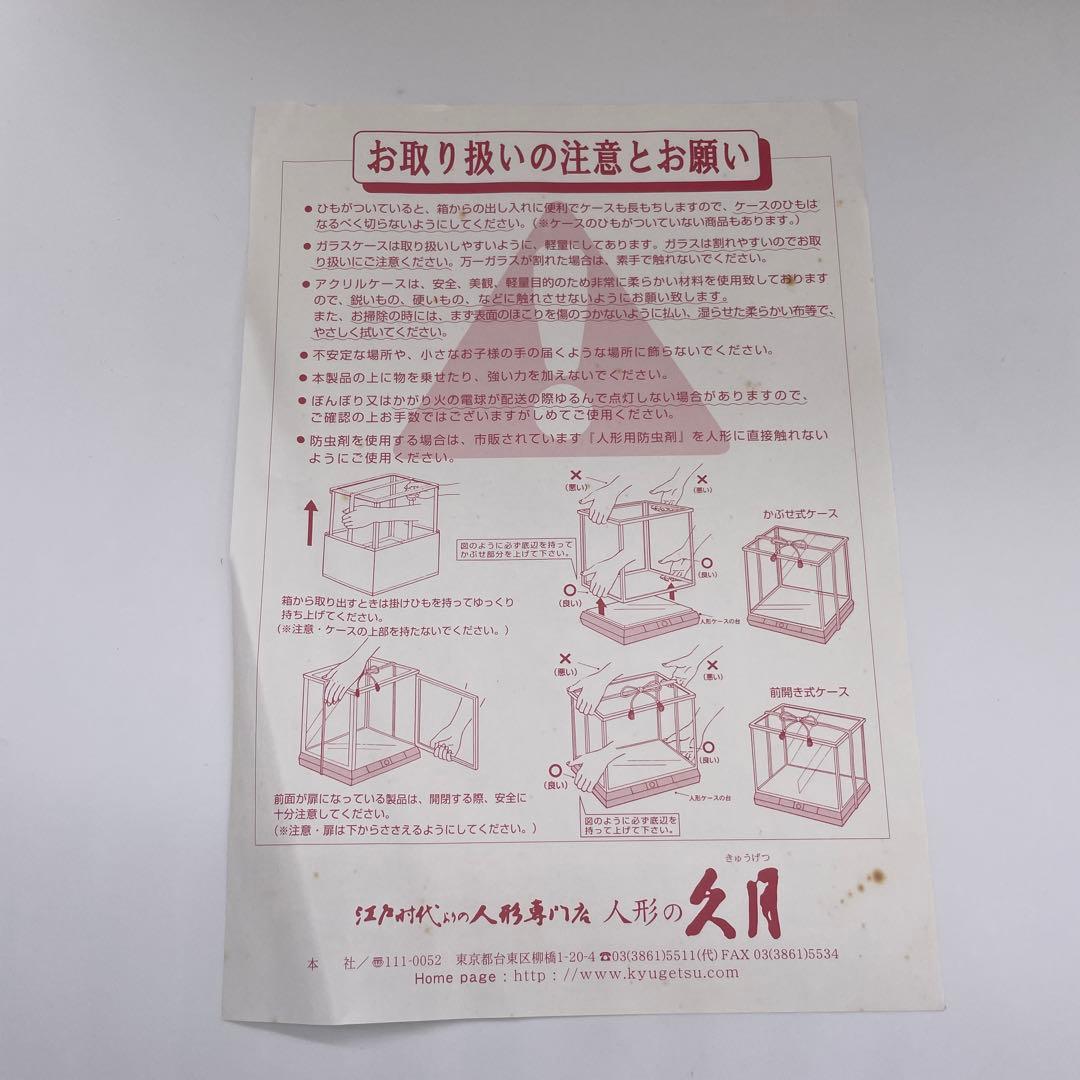 お取り扱いの注意とお願い
●ひもがついていると、箱からの出し入れに便利でケースも長もちしますので、ケースのひもは
なるべく切らないようにしてください。(※ケースのひもがついていない商品もあります。)
●ガラスケースは取り扱いしやすいように、軽量にしてあります。ガラスは割れやすいのでお取
り扱いにご注意ください。万一ガラスが割れた場合は、素手で触れないでください。
●アクリルケースは、安全、美観、軽量目的のため非常に柔らかい材料を使用致しております
ので、鋭いもの、硬いもの、などに触れさせないようにお願い致します。
また、お掃除の時には、まず表面のほこりを傷のつかないように払い、湿らせた柔らかい布等で、
やさしく拭いてください。
●不安定な場所や、小さなお子様の手の届くような場所に飾らないでください。
●本製品の上に物を乗せたり、強い力を加えないでください。
●ぼんぼり又はかがり火の電球が配送の際ゆるんで点灯しない場合がありますので、
ご確認の上お手数ではございますがしめてご使用ください。
●防虫剤を使用する場合は、市販されています『人形用防虫剤』を人形に直接触れない
ようにご使用ください。
箱から取り出すときは掛けひもを持ってゆっくり
持ち上げてください。
(※注意・ケースの上部を持たないでください。)
×
(悪い)
×
(悪い)
図のように必ず底辺を持って
かぶせ部分を上げて下さい。
○
(良い)
○
(良い)
人形ケースの台
かぶせ式ケース
前面が扉になっている製品は、開閉する際、安全に
十分注意してください。
(※注意・扉は下からささえるようにしてください。)
×
(悪い)
×
(悪い)
○
(良い)
○
(良い)
人形ケースの台
図のように必ず底辺を
持って上げて下さい。
前開き式ケース
きゅうげつ
江戸時代よりの人形専門店 人形の久月
本 社/〠111-0052 東京都台東区柳橋1-20-4 ☎03(3861)5511(代) FAX 03(3861)5534
Home page : http : //www.kyugetsu.com